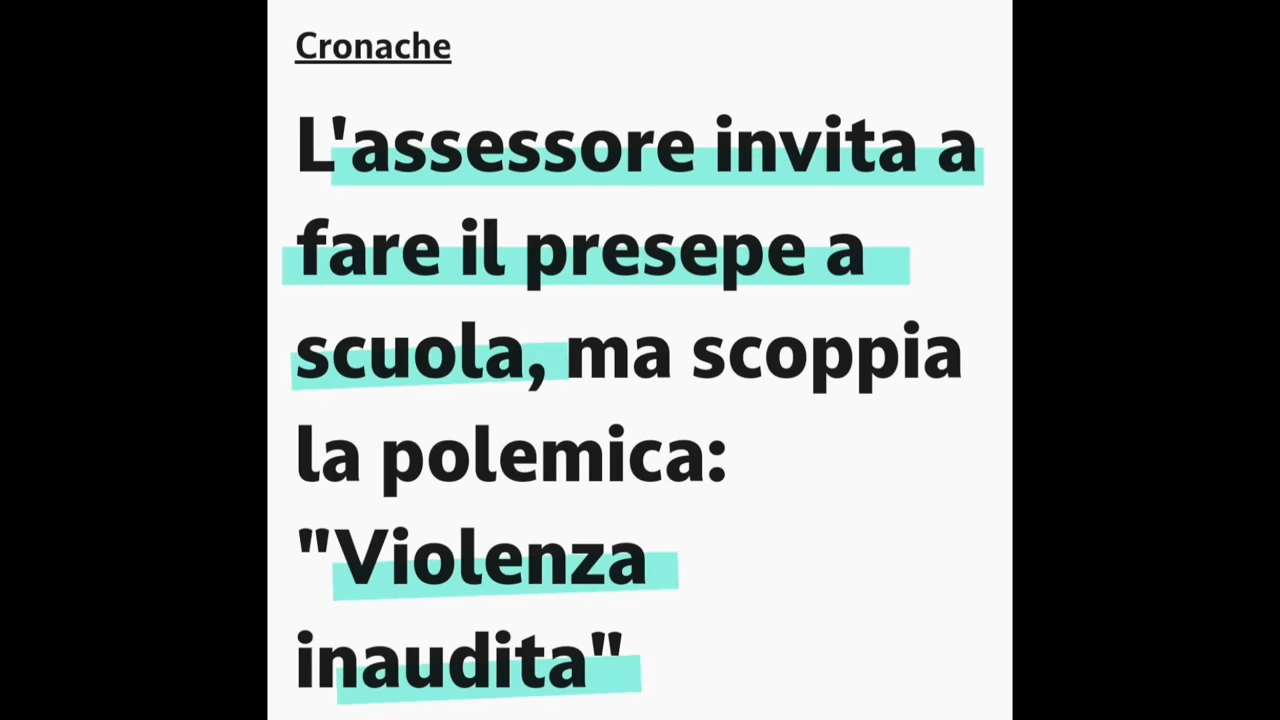 Cronache
L'assessore invita a
fare il presepe a
scuola, ma scoppia
la polemica:
"Violenza
inaudita"